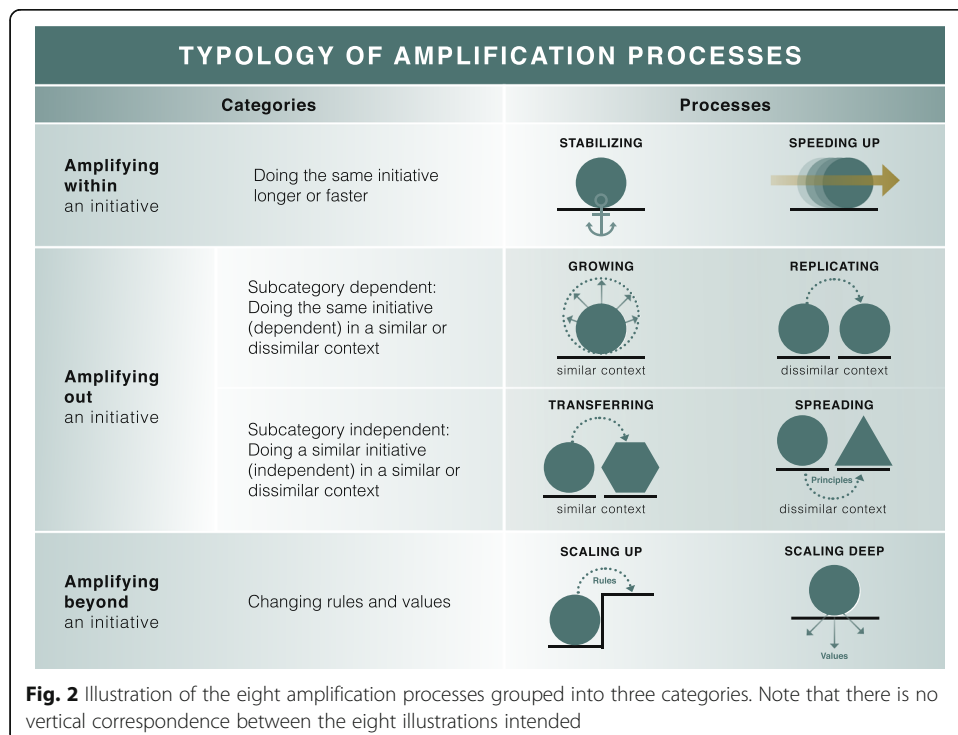 TYPOLOGY OF AMPLIFICATION PROCESSES
Categories
Processes
Amplifying
within
an initiative
Doing the same initiative
longer or faster
STABILIZING
SPEEDING UP
Amplifying
out
an initiative
Subcategory dependent:
Doing the same initiative
(dependent) in a similar or
dissimilar context
GROWING
similar context
REPLICATING
dissimilar context
Subcategory independent:
Doing a similar initiative
(independent) in a similar or
dissimilar context
TRANSFERRING
similar context
SPREADING
Principles
dissimilar context
Amplifying
beyond
an initiative
Changing rules and values
SCALING UP
Rules
SCALING DEEP
Values
Fig. 2 Illustration of the eight amplification processes grouped into three categories. Note that there is no
vertical correspondence between the eight illustrations intended